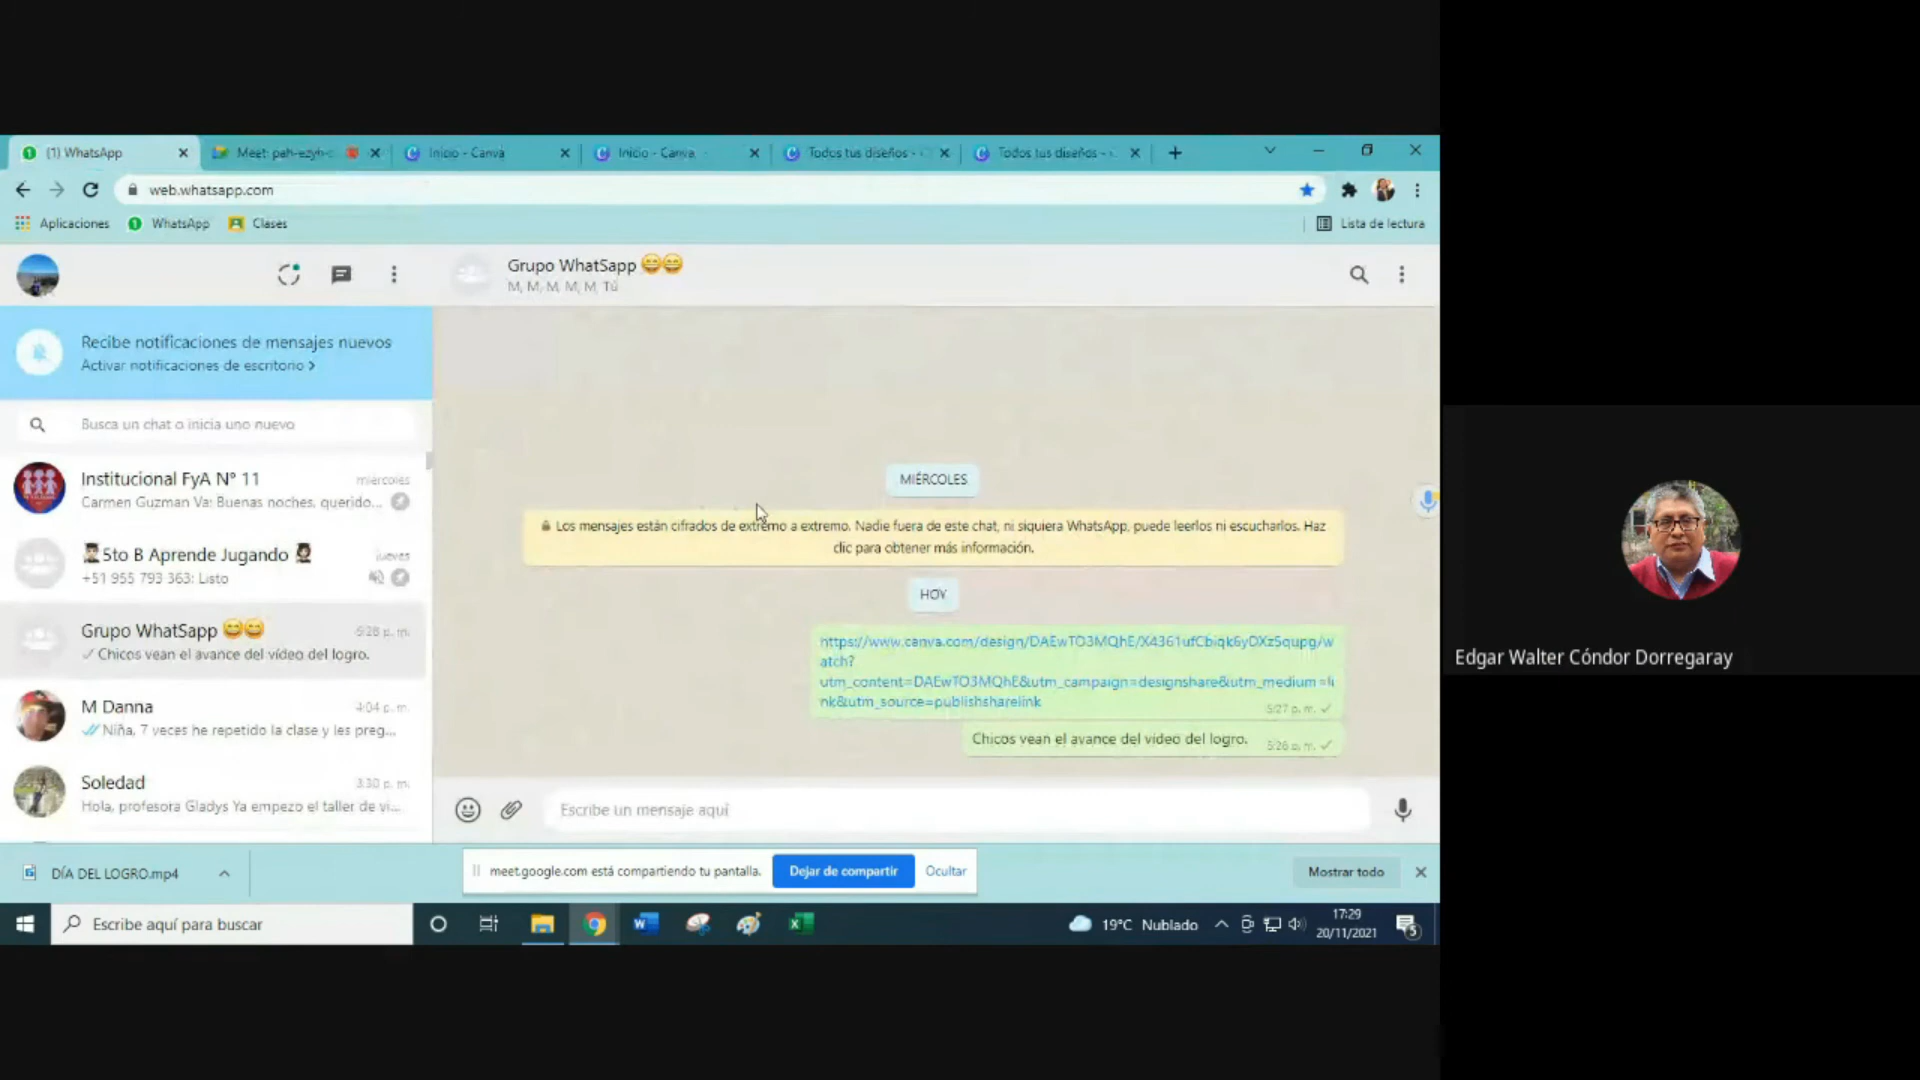 (1) WhatsApp
Meet: pah-ezyh-c
Inicio - Canva
Inicio - Canva
Todos tus diseños -
Todos tus diseños -
web.whatsapp.com
Aplicaciones
WhatsApp
Clases
Lista de lectura
Grupo WhatSapp 😄😄
M, M, M, M, M, Tú
Recibe notificaciones de mensajes nuevos
Activar notificaciones de escritorio >
Busca un chat o inicia uno nuevo
Institucional FyA N° 11
miércoles
Carmen Guzman Va: Buenas noches, querido...
5to B Aprende Jugando
jueves
+51 955 793 363: Listo
Grupo WhatSapp 😄😄
5:28 p. m.
Chicos vean el avance del vídeo del logro.
M Danna
4:04 p. m.
Niña, 7 veces he repetido la clase y les preg...
Soledad
3:30 p. m.
Hola, profesora Gladys Ya empezo el taller de vi...
MIÉRCOLES
Los mensajes están cifrados de extremo a extremo. Nadie fuera de este chat, ni siquiera WhatsApp, puede leerlos ni escucharlos. Haz
clic para obtener más información.
HOY
https://www.canva.com/design/DAEwTO3MQhE/X4361ufCbiqk6yDXzSqupg/w
atch?
utm_content=DAEwTO3MQhE&utm_campaign=designshare&utm_medium=li
nk&utm_source=publishsharelink
5:27 p. m.
Chicos vean el avance del vídeo del logro.
5:28 p. m.
Escribe un mensaje aquí
DÍA DEL LOGRO.mp4
meet.google.com está compartiendo tu pantalla.
Dejar de compartir
Ocultar
Mostrar todo
Escribe aquí para buscar
19°C Nublado
17:29
20/11/2021
5
Edgar Walter Cóndor Dorregaray